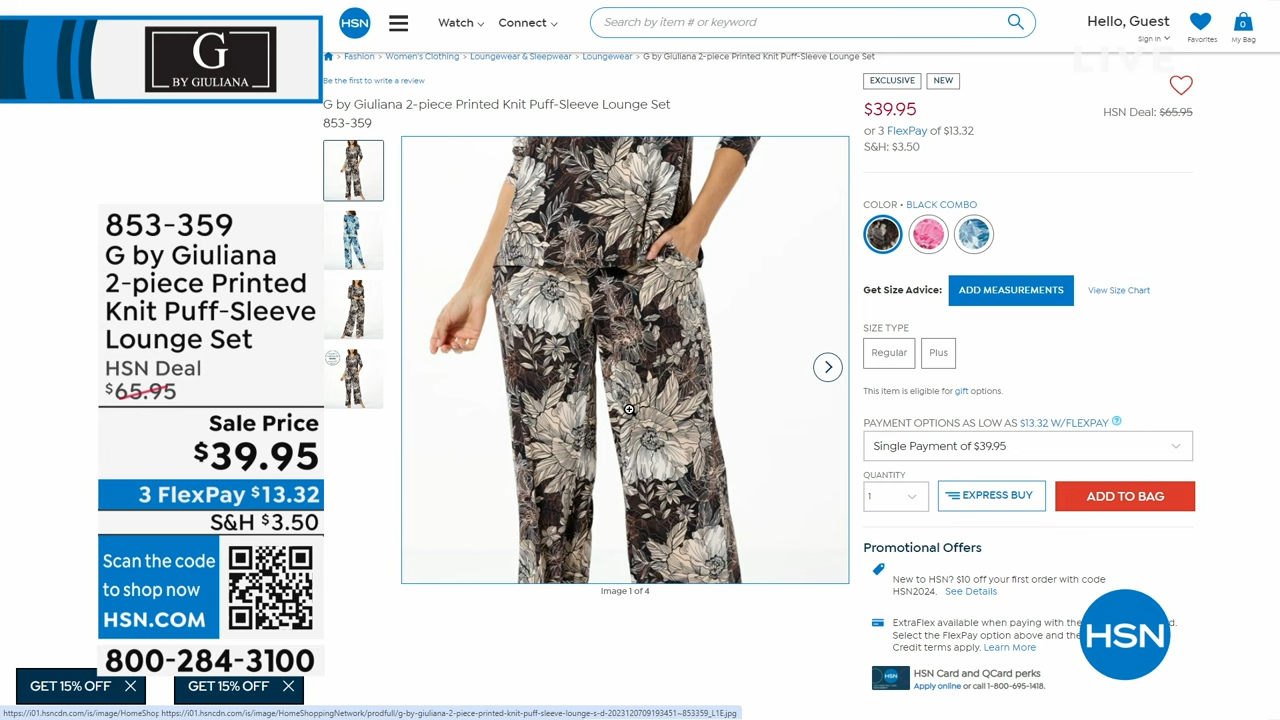 G
BY GIULIANA
HSN
Watch
Connect
Search by item # or keyword
Hello, Guest
Sign in
Favorites
0
My Bag
LIVE
> Fashion > Women's Clothing > Loungewear & Sleepwear > Loungewear > G by Giuliana 2-piece Printed Knit Puff-Sleeve Lounge Set
Be the first to write a review
G by Giuliana 2-piece Printed Knit Puff-Sleeve Lounge Set
853-359
EXCLUSIVE
NEW
$39.95
HSN Deal: $65.95
or 3 FlexPay of $13.32
S&H: $3.50
COLOR • BLACK COMBO
Get Size Advice:
ADD MEASUREMENTS
View Size Chart
SIZE TYPE
Regular
Plus
This item is eligible for gift options.
PAYMENT OPTIONS AS LOW AS $13.32 W/FLEXPAY
Single Payment of $39.95
QUANTITY
1
EXPRESS BUY
ADD TO BAG
Promotional Offers
New to HSN? $10 off your first order with code
HSN2024. See Details
ExtraFlex available when paying with the d.
Select the FlexPay option above and the
Credit terms apply. Learn More
HSN
HSN Card and QCard perks
Apply online or call 1-800-695-1418.
Image 1 of 4
853-359
G by Giuliana
2-piece Printed
Knit Puff-Sleeve
Lounge Set
HSN Deal
$65.95
Sale Price
$39.95
3 FlexPay $13.32
S&H $3.50
Scan the code
to shop now
HSN.COM
800-284-3100
GET 15% OFF
GET 15% OFF
https://i01.hsncdn.com/is/image/HomeShop
https://i01.hsncdn.com/is/image/HomeShoppingNetwork/prodfull/g-by-giuliana-2-piece-printed-knit-puff-sleeve-lounge-s-d-2023120709193451~853359_L1E.jpg